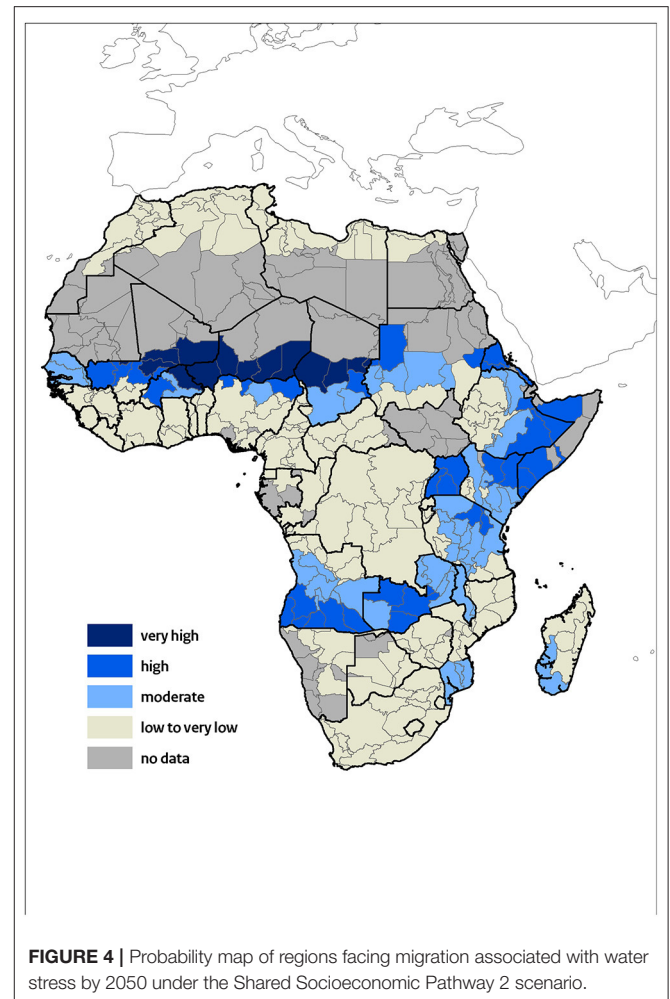 very high
high
moderate
low to very low
no data
FIGURE 4 | Probability map of regions facing migration associated with water
stress by 2050 under the Shared Socioeconomic Pathway 2 scenario.